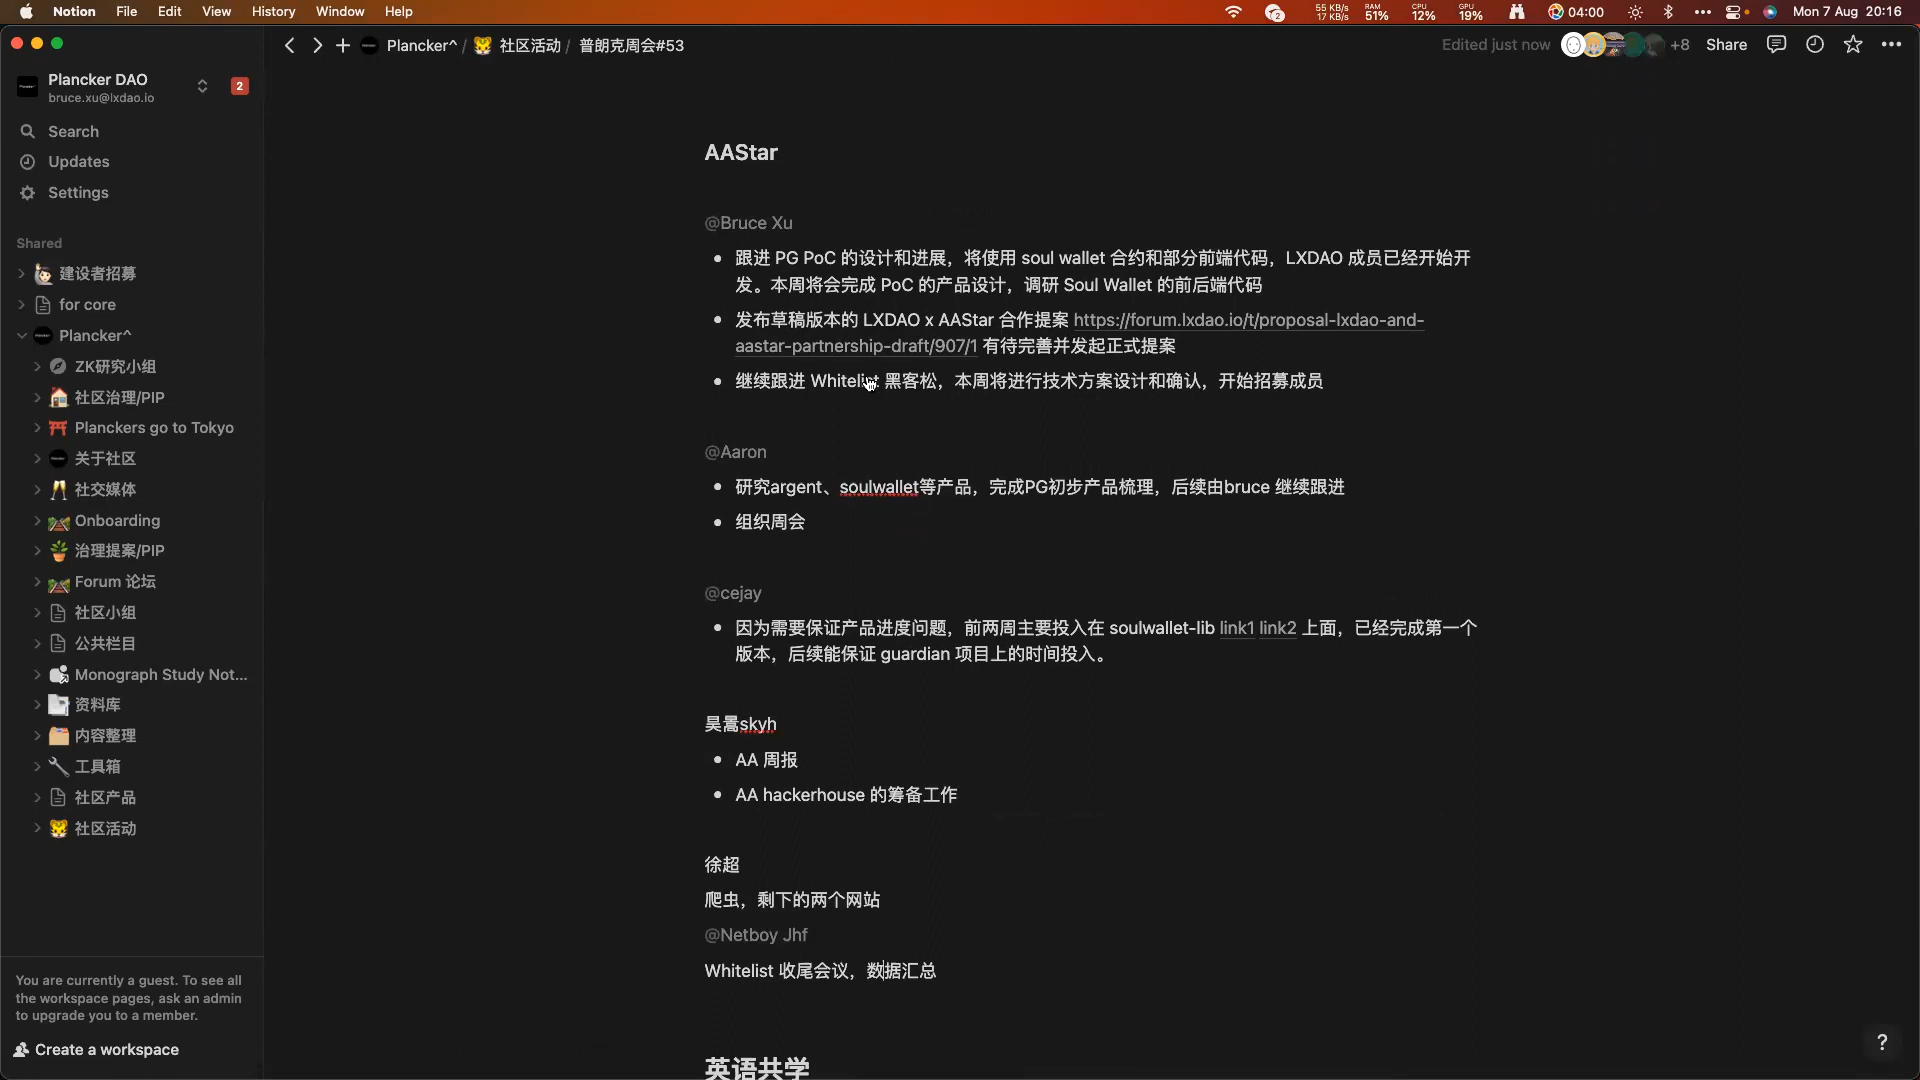 Notion File Edit View History Window Help
2
55 KB/s
17 KB/s
RAM
51%
CPU
12%
GPU
19%
04:00
Mon 7 Aug 20:16
Plancker^ / 社区活动 / 普朗克周会#53
Edited just now
+8 Share
Plancker DAO
bruce.xu@lxdao.io
2
Search
Updates
Settings
Shared
建设者招募
for core
Plancker^
ZK研究小组
社区治理/PIP
Planckers go to Tokyo
关于社区
社交媒体
Onboarding
治理提案/PIP
Forum 论坛
社区小组
公共栏目
Monograph Study Not...
资料库
内容整理
工具箱
社区产品
社区活动
You are currently a guest. To see all
the workspace pages, ask an admin
to upgrade you to a member.
Create a workspace
AAStar
@Bruce Xu
跟进 PG PoC 的设计和进展，将使用 soul wallet 合约和部分前端代码，LXDAO 成员已经开始开
发。本周将会完成 PoC 的产品设计，调研 Soul Wallet 的前后端代码
发布草稿版本的 LXDAO x AAStar 合作提案 https://forum.lxdao.io/t/proposal-lxdao-and-
aastar-partnership-draft/907/1 有待完善并发起正式提案
继续跟进 Whitelist 黑客松，本周将进行技术方案设计和确认，开始招募成员
@Aaron
研究argent、soulwallet等产品，完成PG初步产品梳理，后续由bruce 继续跟进
组织周会
@cejay
因为需要保证产品进度问题，前两周主要投入在 soulwallet-lib link1 link2 上面，已经完成第一个
版本，后续能保证 guardian 项目上的时间投入。
吴嵩skyh
AA 周报
AA hackerhouse 的筹备工作
徐超
爬虫，剩下的两个网站
@Netboy Jhf
Whitelist 收尾会议，数据汇总
英语共学
?